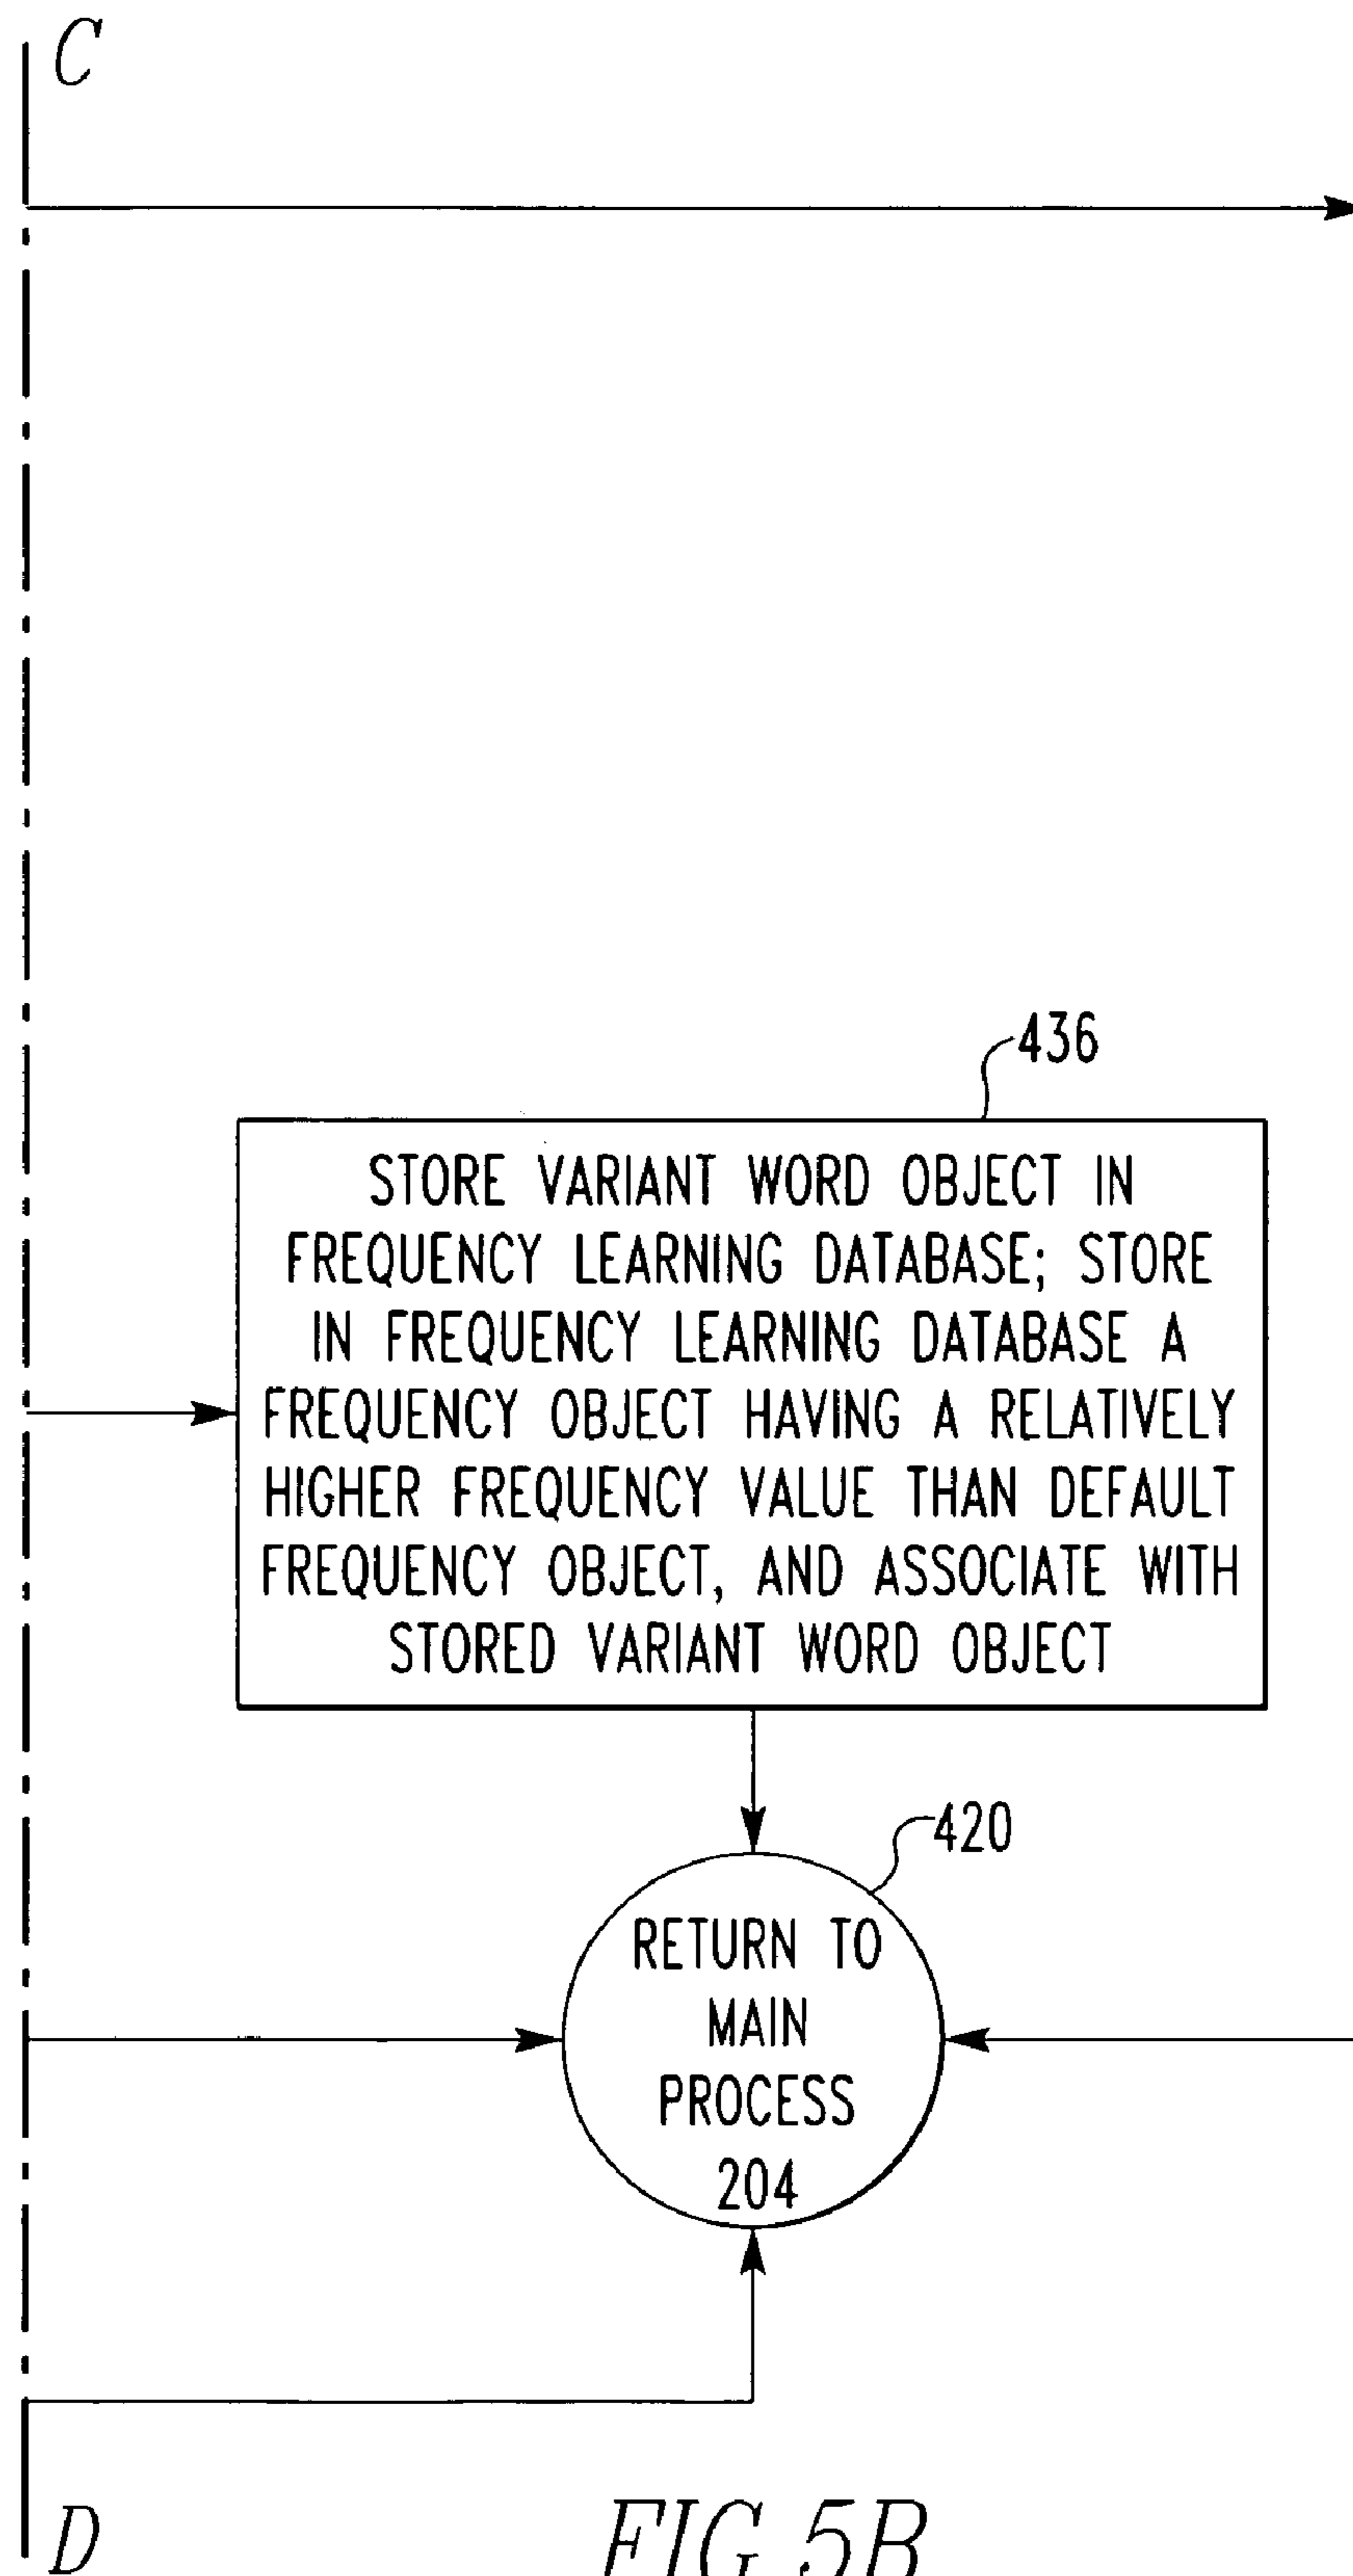 C
436
STORE VARIANT WORD OBJECT IN
FREQUENCY LEARNING DATABASE; STORE
IN FREQUENCY LEARNING DATABASE A
FREQUENCY OBJECT HAVING A RELATIVELY
HIGHER FREQUENCY VALUE THAN DEFAULT
FREQUENCY OBJECT, AND ASSOCIATE WITH
STORED VARIANT WORD OBJECT
420
RETURN TO
MAIN
PROCESS
204
D
FIG.5B